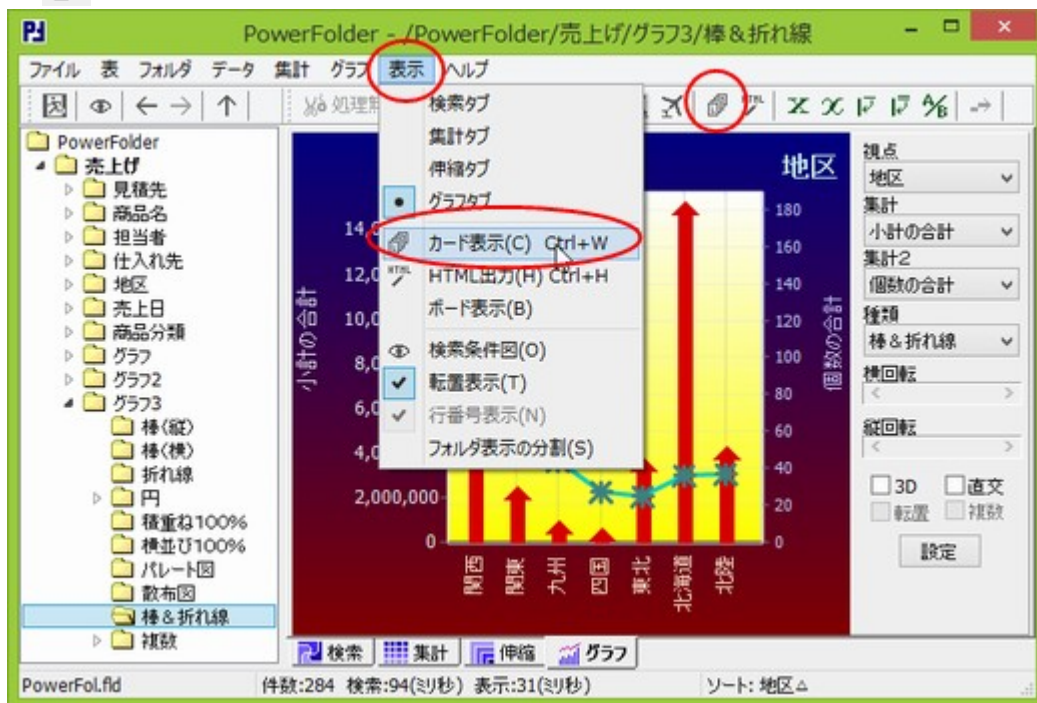 PowerFolder - /PowerFolder/売上げ/グラフ3/棒&折れ線
ファイル 表 フォルダ データ 集計 グラフ 表示 ヘルプ
処理
PowerFolder
売上げ
見積先
商品名
担当者
仕入れ先
地区
売上日
商品分類
グラフ
グラフ2
グラフ3
棒(縦)
棒(横)
折れ線
円
積重ね100%
横並び100%
パレート図
散布図
棒&折れ線
複数
検索タブ
集計タブ
伸縮タブ
グラフタブ
カード表示(C) Ctrl+W
HTML出力(H) Ctrl+H
ボード表示(B)
検索条件図(O)
転置表示(T)
行番号表示(N)
フォルダ表示の分割(S)
地区
小計の合計
14,
12,0
10,0
8,0
6,0
4,0
2,000,000
0
180
160
140
120
100
80
60
40
20
0
個数の合計
関西
関東
九州
四国
東北
北海道
北陸
視点
地区
集計
小計の合計
集計2
個数の合計
種類
棒&折れ線
横回転
縦回転
3D 直交
転置 複数
設定
検索 集計 伸縮 グラフ
PowerFol.fld 件数:284 検索:94(ミリ秒) 表示:31(ミリ秒) ソート: 地区△